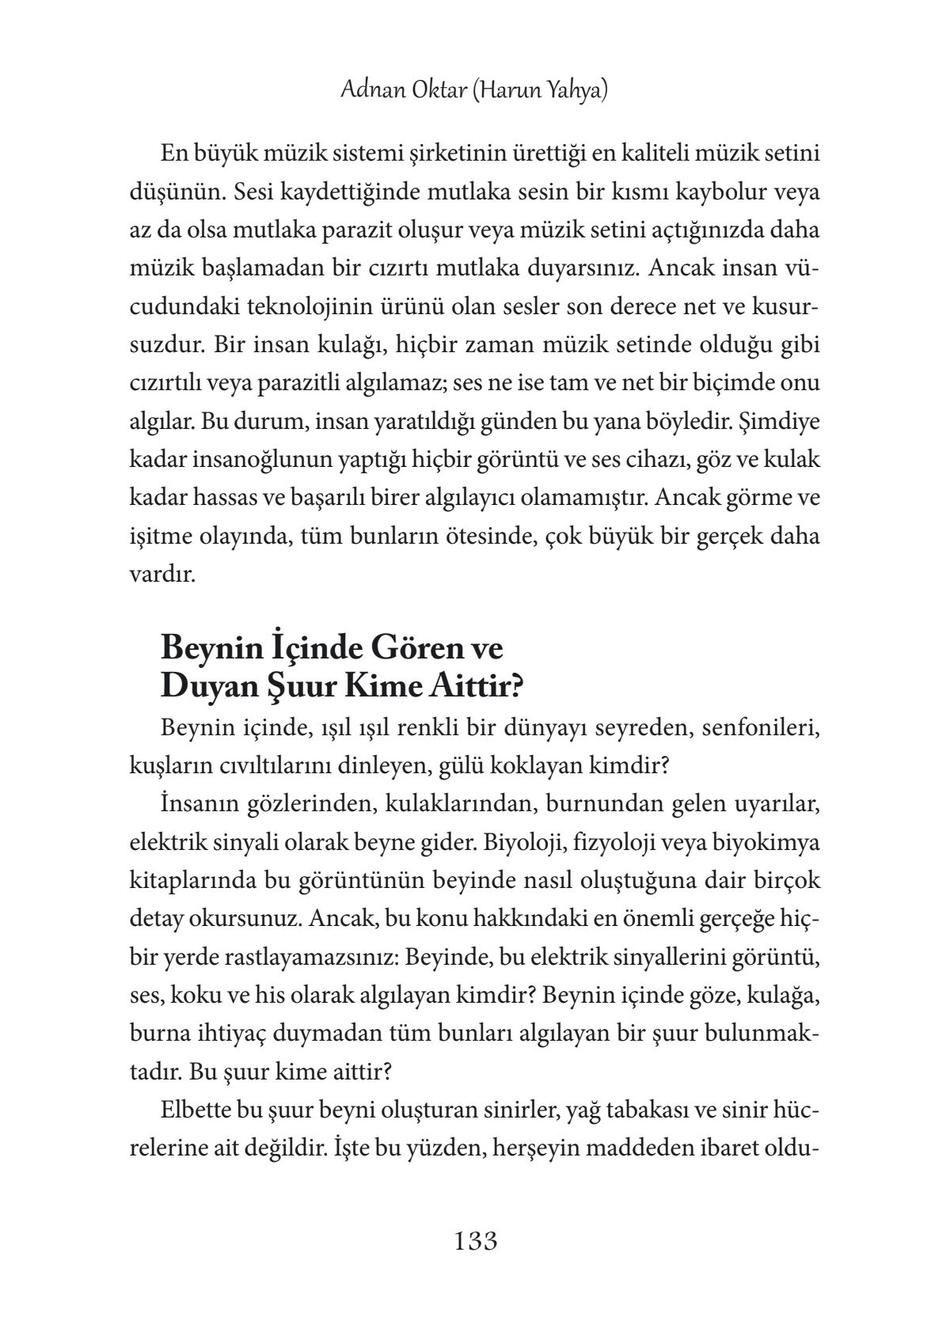 Adnan Oktar (Harun Yahya)
En büyük müzik sistemi şirketinin ürettiği en kaliteli müzik setini
düşünün. Sesi kaydettiğinde mutlaka sesin bir kısmı kaybolur veya
az da olsa mutlaka parazit oluşur veya müzik setini açtığınızda daha
müzik başlamadan bir cızırtı mutlaka duyarsınız. Ancak insan vü-
cudundaki teknolojinin ürünü olan sesler son derece net ve kusur-
suzdur. Bir insan kulağı, hiçbir zaman müzik setinde olduğu gibi
cızırtılı veya parazitli algılamaz; ses ne ise tam ve net bir biçimde onu
algılar. Bu durum, insan yaratıldığı günden bu yana böyledir. Şimdiye
kadar insanoğlunun yaptığı hiçbir görüntü ve ses cihazı, göz ve kulak
kadar hassas ve başarılı birer algılayıcı olamamıştır. Ancak görme ve
işitme olayında, tüm bunların ötesinde, çok büyük bir gerçek daha
vardır.
Beynin İçinde Gören ve
Duyan Şuur Kime Aittir?
Beynin içinde, ışıl ışıl renkli bir dünyayı seyreden, senfonileri,
kuşların cıvıltılarını dinleyen, gülü koklayan kimdir?
İnsanın gözlerinden, kulaklarından, burnundan gelen uyarılar,
elektrik sinyali olarak beyne gider. Biyoloji, fizyoloji veya biyokimya
kitaplarında bu görüntünün beyinde nasıl oluştuğuna dair birçok
detay okursunuz. Ancak, bu konu hakkındaki en önemli gerçeğe hiç-
bir yerde rastlayamazsınız: Beyinde, bu elektrik sinyallerini görüntü,
ses, koku ve his olarak algılayan kimdir? Beynin içinde göze, kulağa,
burna ihtiyaç duymadan tüm bunları algılayan bir şuur bulunmak-
tadır. Bu şuur kime aittir?
Elbette bu şuur beyni oluşturan sinirler, yağ tabakası ve sinir hüc-
relerine ait değildir. İşte bu yüzden, herşeyin maddeden ibaret oldu-
133